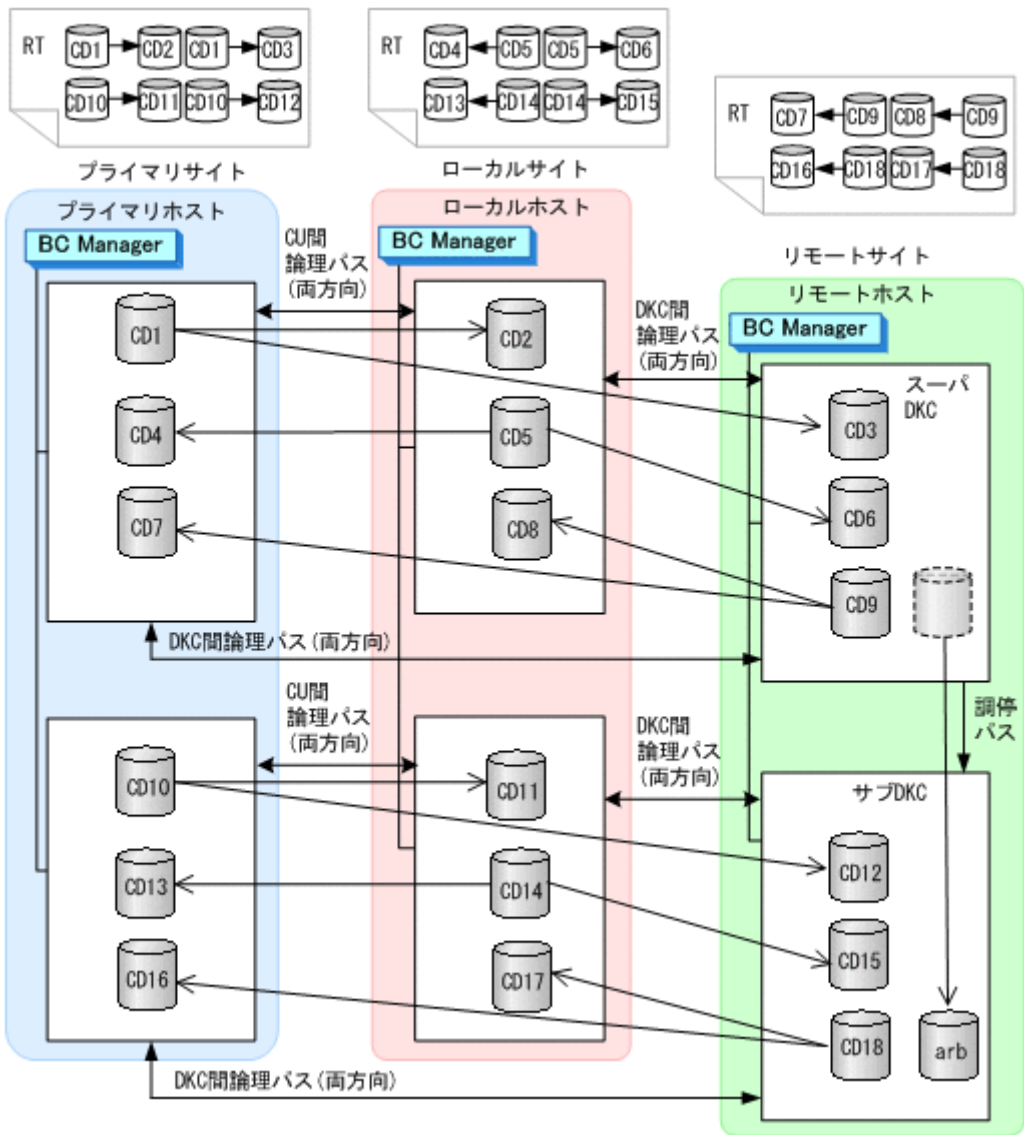 RT CD1 CD2 CD1 CD3
CD10 CD11 CD10 CD12
RT CD4 CD5 CD5 CD6
CD13 CD14 CD14 CD15
RT CD7 CD9 CD8 CD9
CD16 CD18 CD17 CD18
プライマリサイト
ローカルサイト
リモートサイト
プライマリホスト
ローカルホスト
リモートホスト
BC Manager
BC Manager
BC Manager
CU間
論理パス
(両方向)
DKC間
論理パス
(両方向)
スーパ
DKC
CD1
CD2
CD3
CD4
CD5
CD6
CD7
CD8
CD9
DKC間論理パス(両方向)
調停
パス
CU間
論理パス
(両方向)
DKC間
論理パス
(両方向)
サブDKC
CD10
CD11
CD12
CD13
CD14
CD15
CD16
CD17
CD18
arb
DKC間論理パス(両方向)